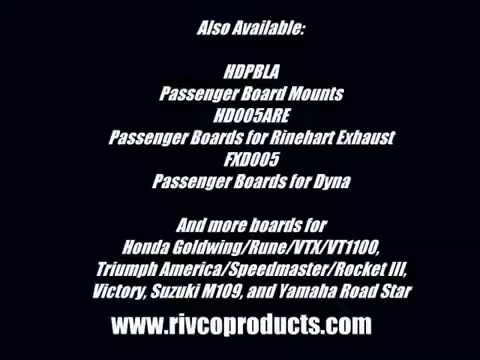 Also Available:
HDPBLA
Passenger Board Mounts
HD005ARE
Passenger Boards for Rinehart Exhaust
FXD005
Passenger Boards for Dyna
And more boards for
Honda Goldwing/Rune/VTX/VT1100,
Triumph America/Speedmaster/Rocket III,
Victory, Suzuki M109, and Yamaha Road Star
www.rivcoproducts.com